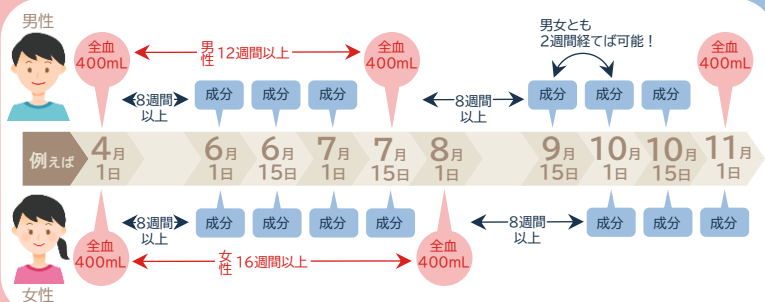 男性
全血
400mL
男性 12週間以上
全血
400mL
男女とも
2週間経てば可能！
全血
400mL
8週間
以上
成分
成分
成分
8週間
以上
成分
成分
成分
例えば
4月
1日
6月
1日
6月
15日
7月
1日
7月
15日
8月
1日
9月
15日
10月
1日
10月
15日
11月
1日
8週間
以上
成分
成分
成分
成分
8週間
以上
成分
成分
成分
全血
400mL
女性 16週間以上
全血
400mL
女性